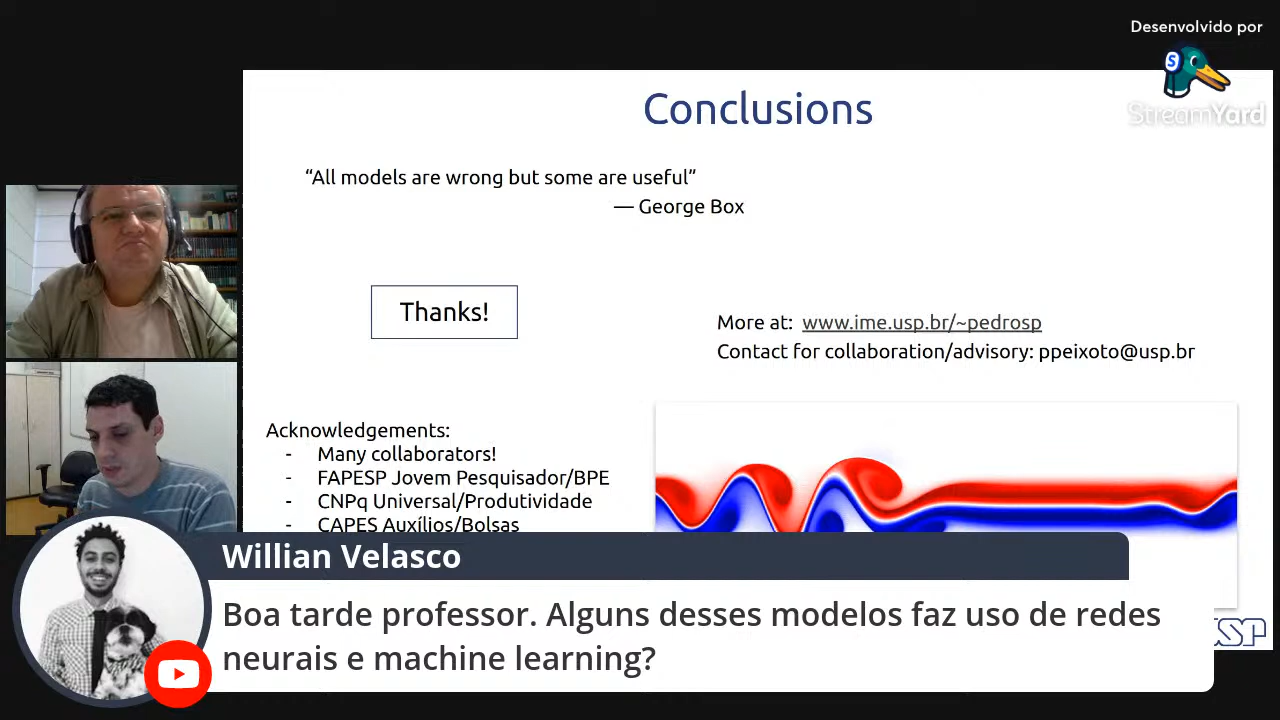 Desenvolvido por
S
StreamYard
Conclusions
“All models are wrong but some are useful”
— George Box
Thanks!
More at: www.ime.usp.br/~pedrosp
Contact for collaboration/advisory: ppeixoto@usp.br
Acknowledgements:
- Many collaborators!
- FAPESP Jovem Pesquisador/BPE
- CNPq Universal/Produtividade
- CAPES Auxílios/Bolsas
Willian Velasco
Boa tarde professor. Alguns desses modelos faz uso de redes
neurais e machine learning?